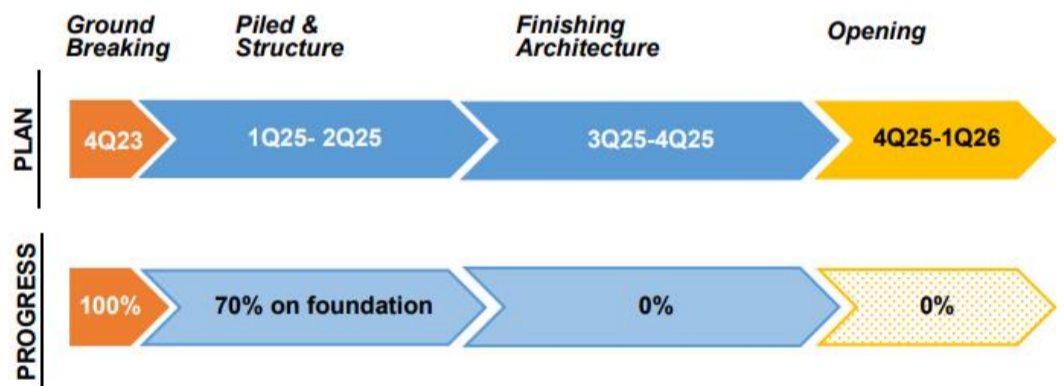 Ground
Breaking
Piled &
Structure
Finishing
Architecture
Opening
PLAN
4Q23
1Q25- 2Q25
3Q25-4Q25
4Q25-1Q26
PROGRESS
100%
70% on foundation
0%
0%